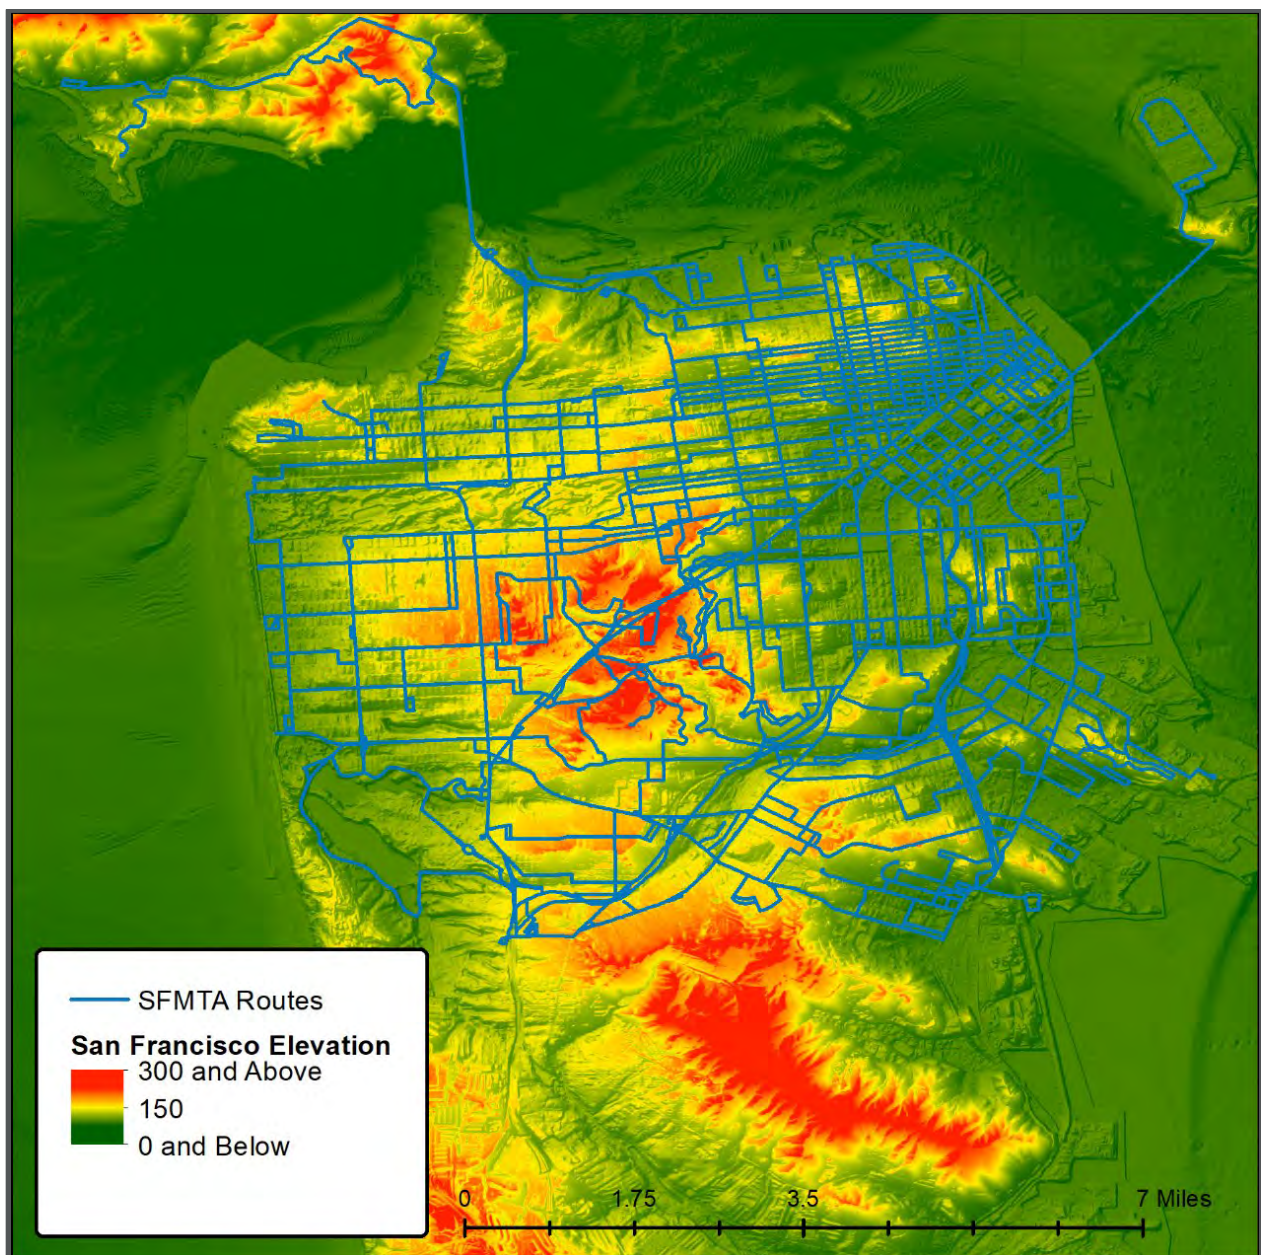 SFMTA Routes
San Francisco Elevation
300 and Above
150
0 and Below
0 1.75 3.5 7 Miles